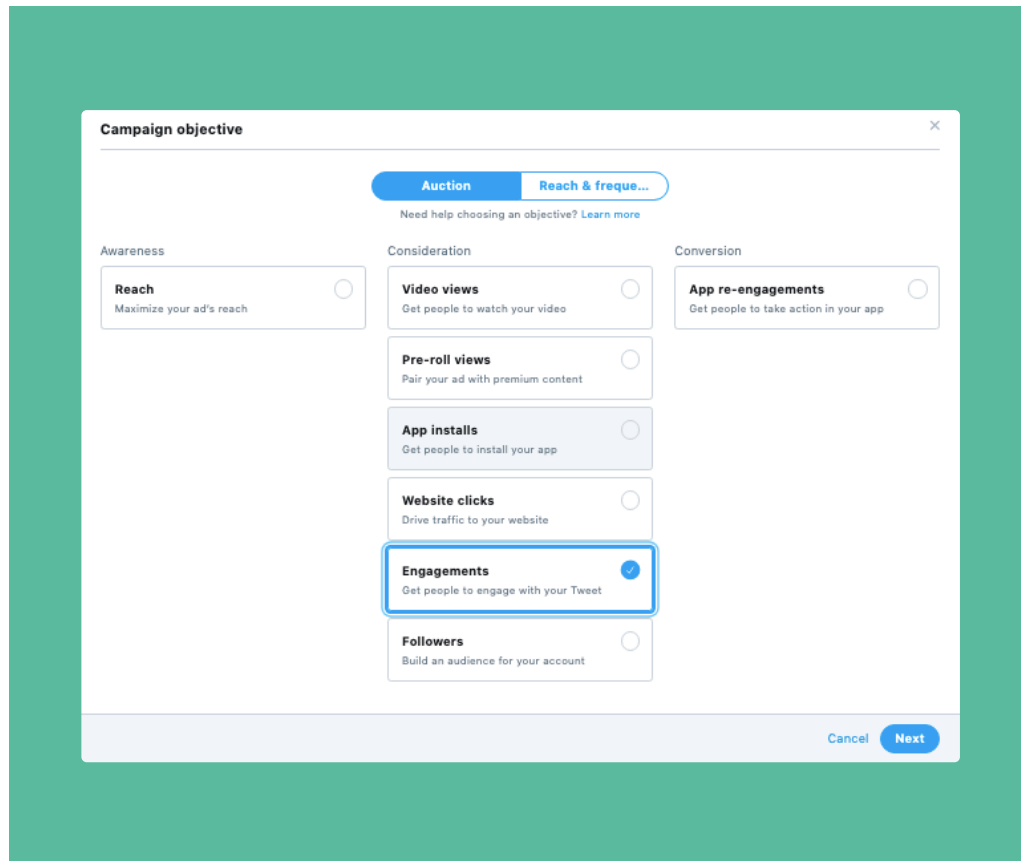 Campaign objective
Auction
Reach & freque...
Need help choosing an objective? Learn more
Awareness
Reach
Maximize your ad's reach
Consideration
Video views
Get people to watch your video
Pre-roll views
Pair your ad with premium content
App installs
Get people to install your app
Website clicks
Drive traffic to your website
Engagements
Get people to engage with your Tweet
Followers
Build an audience for your account
Conversion
App re-engagements
Get people to take action in your app
Cancel
Next